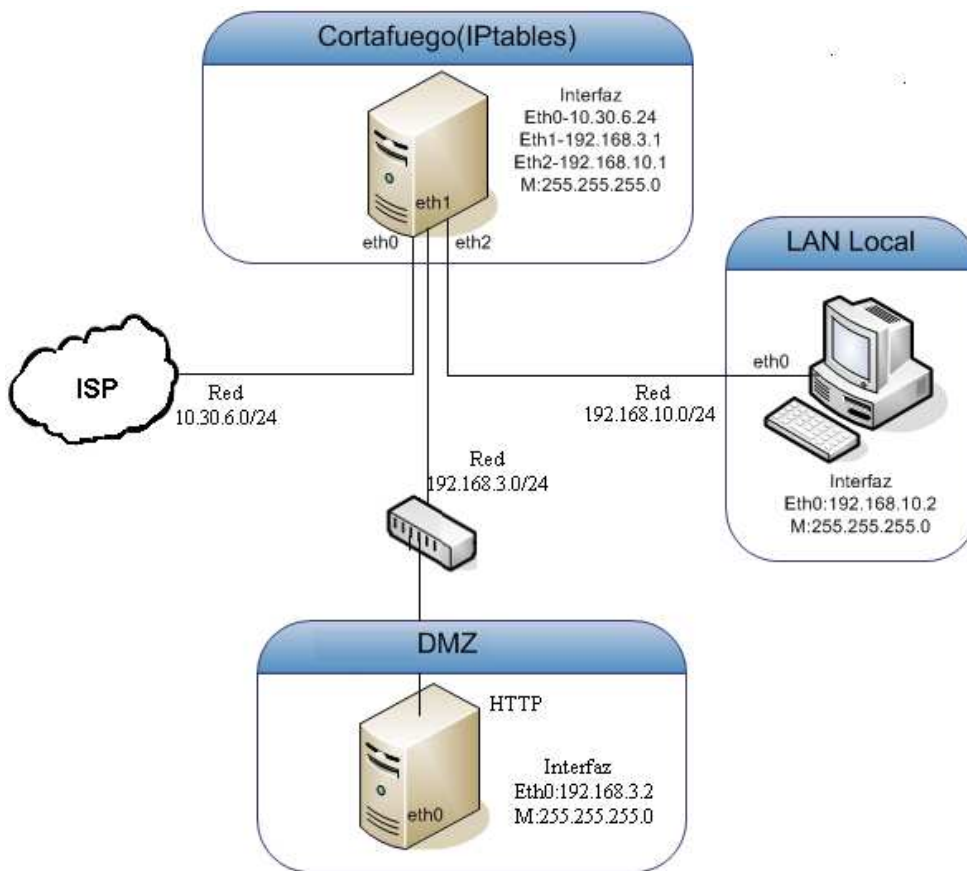 Cortafuego(IPtables)
Interfaz
Eth0-10.30.6.24
Eth1-192.168.3.1
Eth2-192.168.10.1
M:255.255.255.0
eth1
eth0
eth2
LAN Local
eth0
Interfaz
Eth0:192.168.10.2
M:255.255.255.0
ISP
Red
10.30.6.0/24
Red
192.168.10.0/24
Red
192.168.3.0/24
DMZ
HTTP
Interfaz
Eth0:192.168.3.2
M:255.255.255.0
eth0